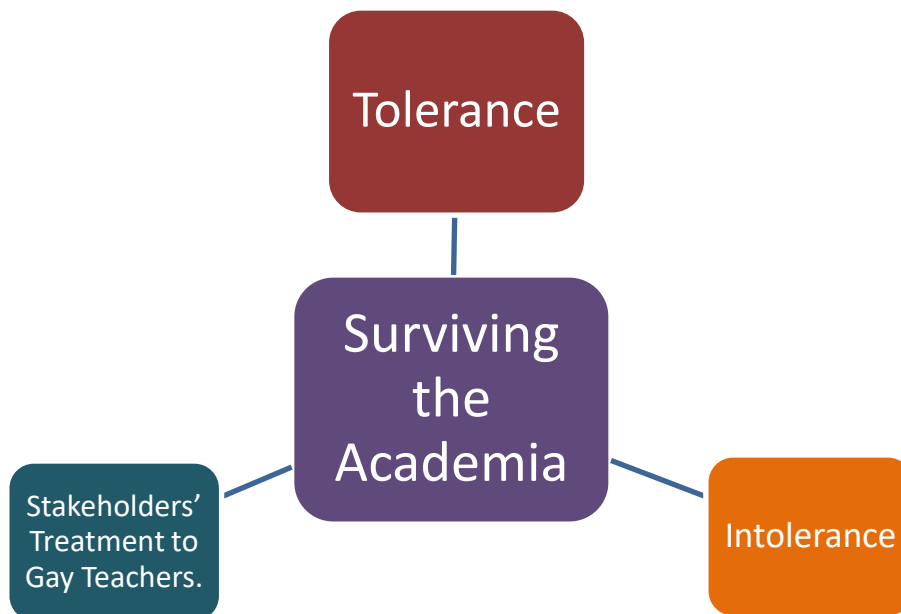 Tolerance
Surviving
the
Academia
Stakeholders’
Treatment to
Gay Teachers.
Intolerance